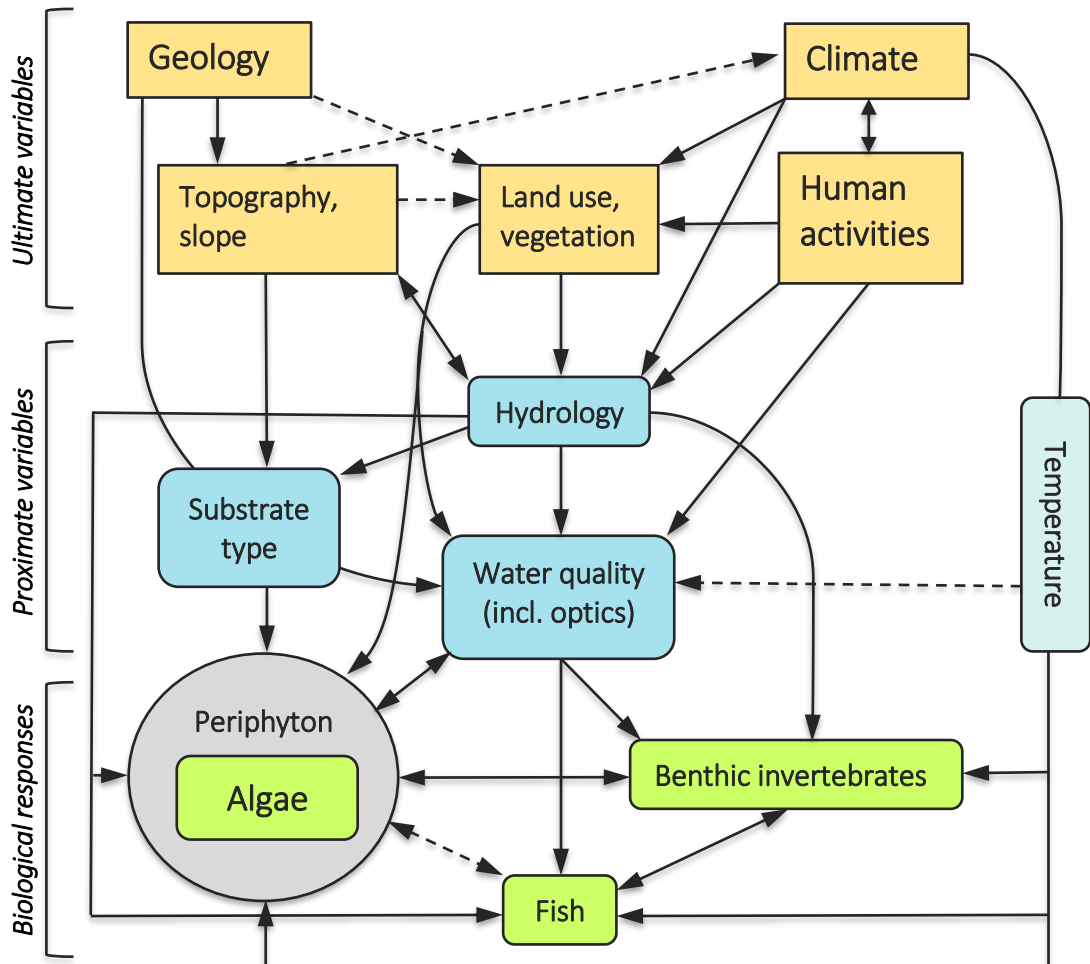 Ultimate variables
Geology
Climate
Topography,
slope
Land use,
vegetation
Human
activities
Proximate variables
Hydrology
Temperature
Substrate
type
Water quality
(incl. optics)
Biological responses
Periphyton
Algae
Benthic invertebrates
Fish